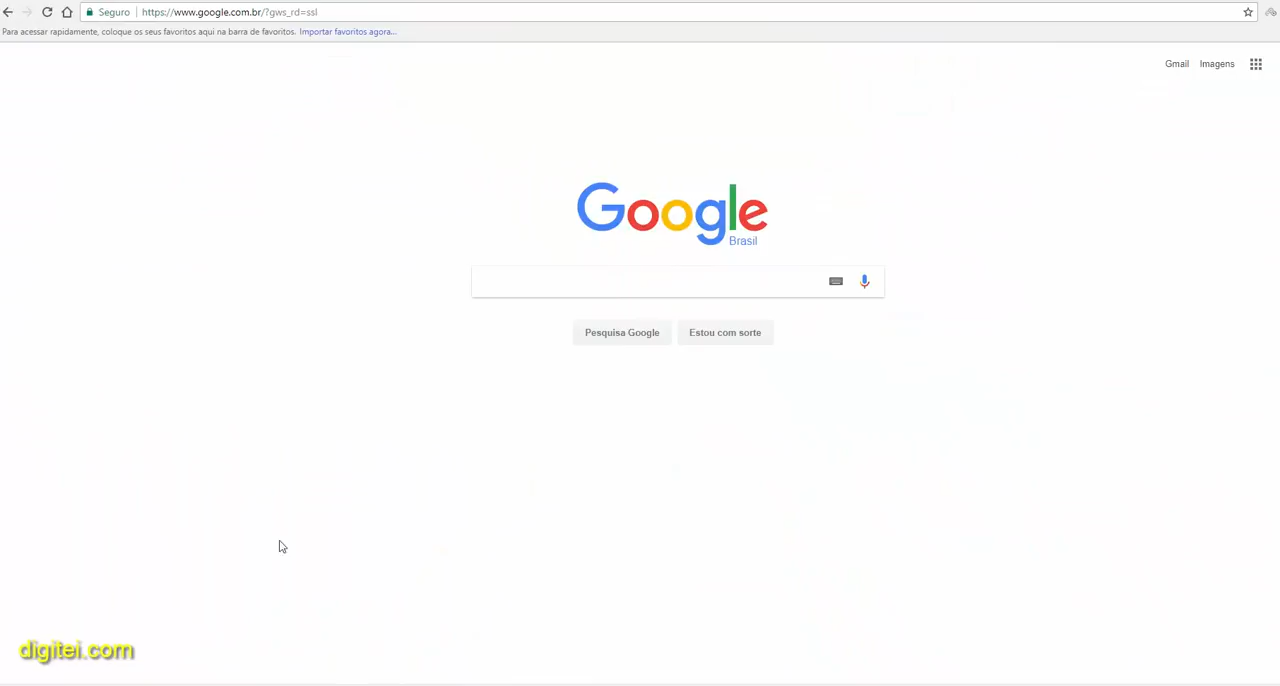 Seguro https://www.google.com.br/?gws_rd=ssl
Para acessar rapidamente, coloque os seus favoritos aqui na barra de favoritos. Importar favoritos agora...
Gmail Imagens
Google
Brasil
Pesquisa Google Estou com sorte
digitei.com